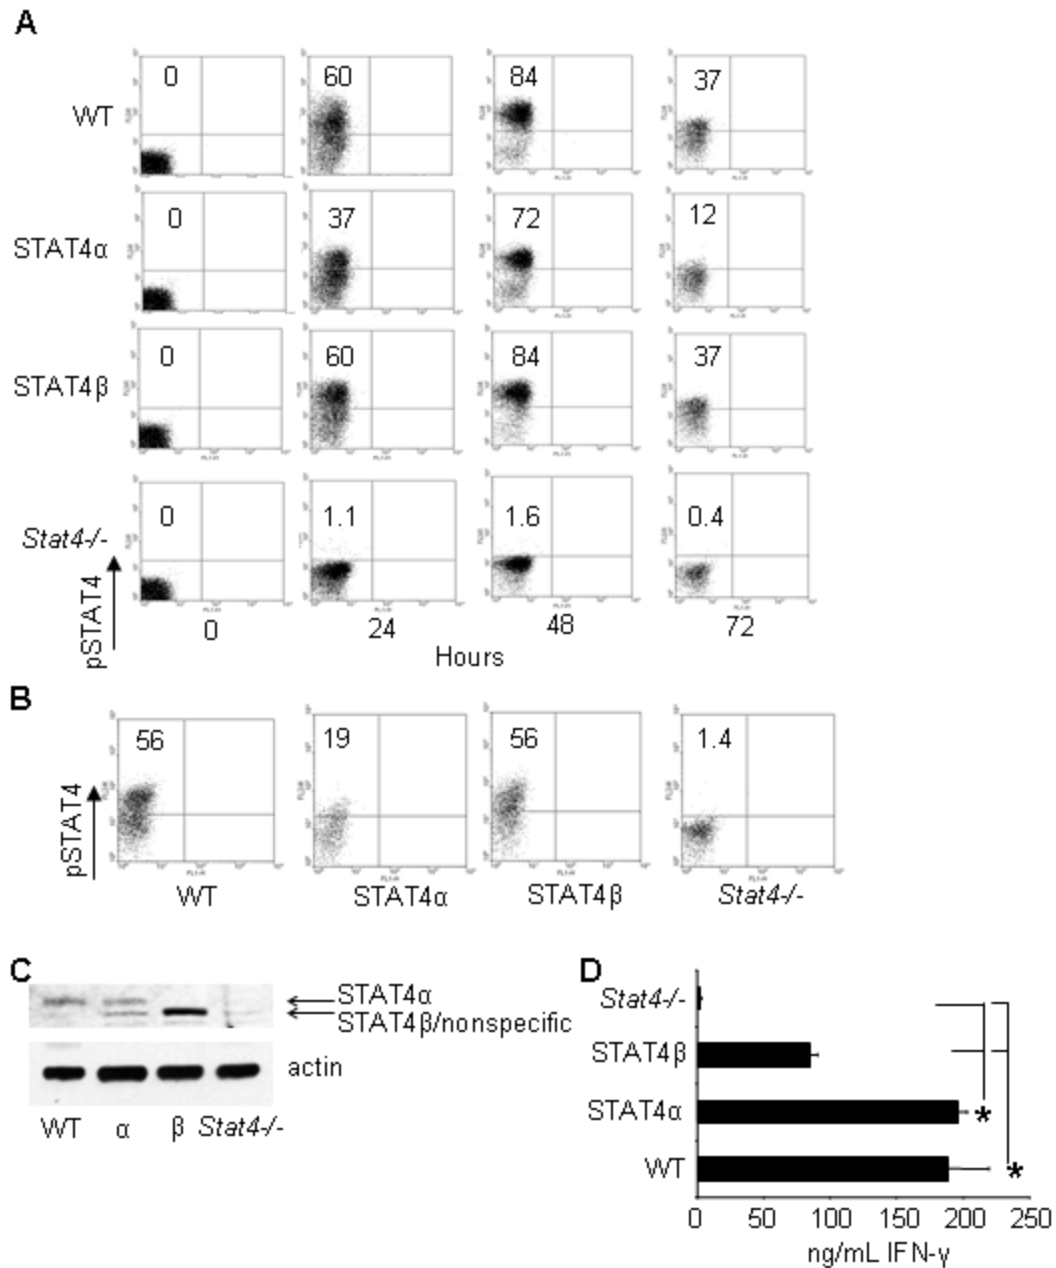 A
WT 0 60 84 37
STAT4α 0 37 72 12
STAT4β 0 60 84 37
Stat4-/- 0 1.1 1.6 0.4
pSTAT4
0 24 48 72
Hours
B
56 19 56 1.4
pSTAT4
WT STAT4α STAT4β Stat4-/-
C
STAT4α
STAT4β/nonspecific
actin
WT α β Stat4-/-
D
Stat4-/-
STAT4β
STAT4α *
WT *
0 50 100 150 200 250
ng/mL IFN-γ